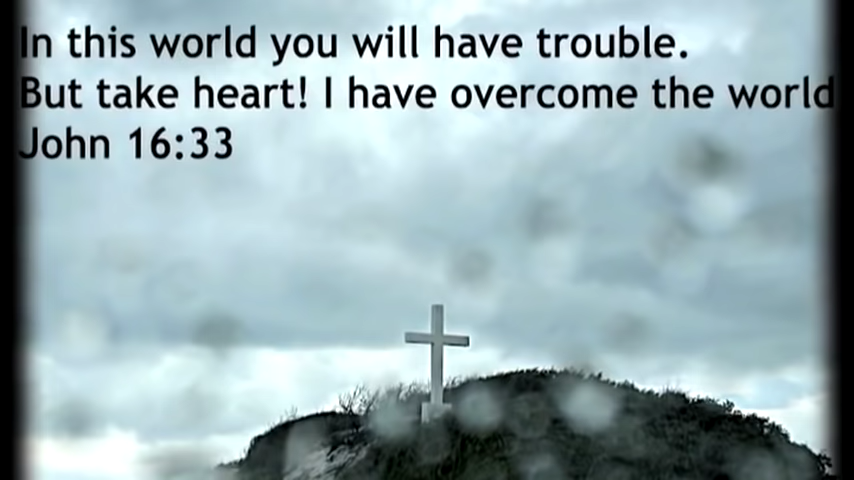 In this world you will have trouble.
But take heart! I have overcome the world
John 16:33